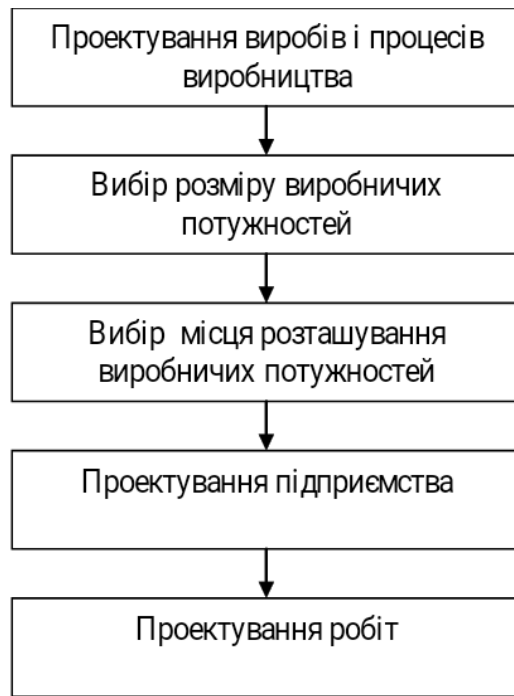 Проектування виробів і процесів
виробництва
Вибір розміру виробничих
потужностей
Вибір місця розташування
виробничих потужностей
Проектування підприємства
Проектування робіт